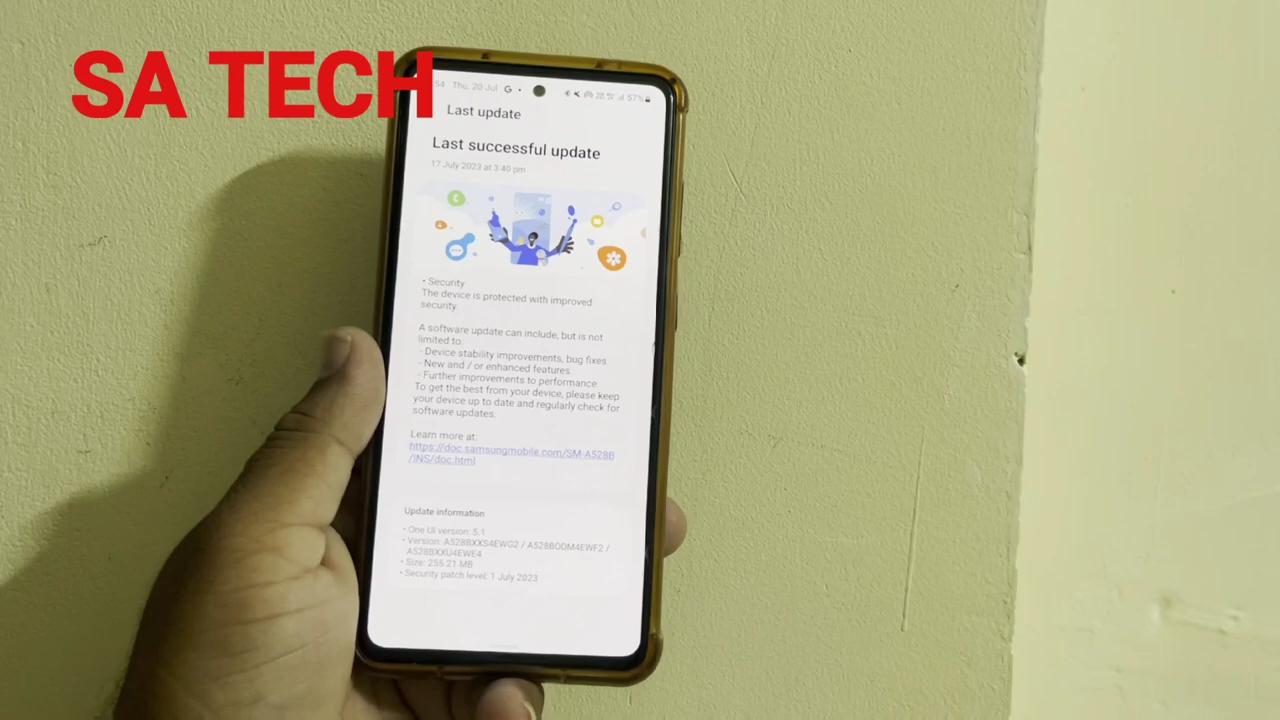 SA TECH
54 Thu, 20 Jul G • 57%
Last update
Last successful update
17 July 2023 at 3:40 pm
• Security
The device is protected with improved
security.
A software update can include, but is not
limited to:
- Device stability improvements, bug fixes.
- New and / or enhanced features.
- Further improvements to performance.
To get the best from your device, please keep
your device up to date and regularly check for
software updates.
Learn more at:
https://doc.samsungmobile.com/SM-A528B
/INS/doc.html
Update information
• One UI version: 5.1
• Version: A528BXXS4EWG2 / A528BODM4EWF2 /
A528BXXU4EWE4
• Size: 255.21 MB
• Security patch level: 1 July 2023